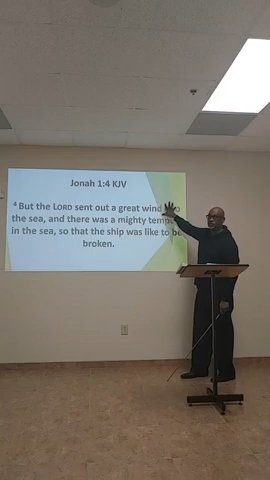 Jonah 1:4 KJV
4 But the LORD sent out a great wind
the sea, and there was a mighty
in the sea, so that the ship was like to be
broken.